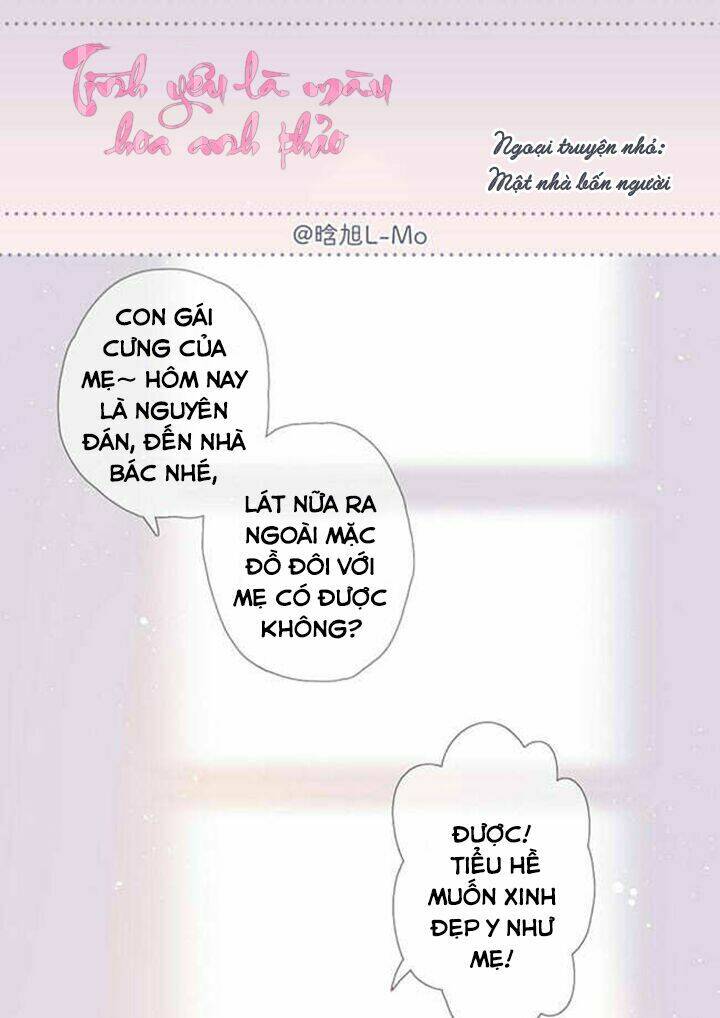 Tình yêu là màu
hoa anh thảo
Ngoại truyện nhỏ:
Một nhà bốn người
@晗旭L-Mo
CON GÁI
CƯNG CỦA
MẸ~ HÔM NAY
LÀ NGUYÊN
ĐÁN, ĐẾN NHÀ
BÁC NHÉ,
LÁT NỮA RA
NGOÀI MẶC
ĐỒ ĐÔI VỚI
MẸ CÓ ĐƯỢC
KHÔNG?
ĐƯỢC!
TIỂU HỀ
MUỐN XINH
ĐẸP Y NHƯ
MẸ!